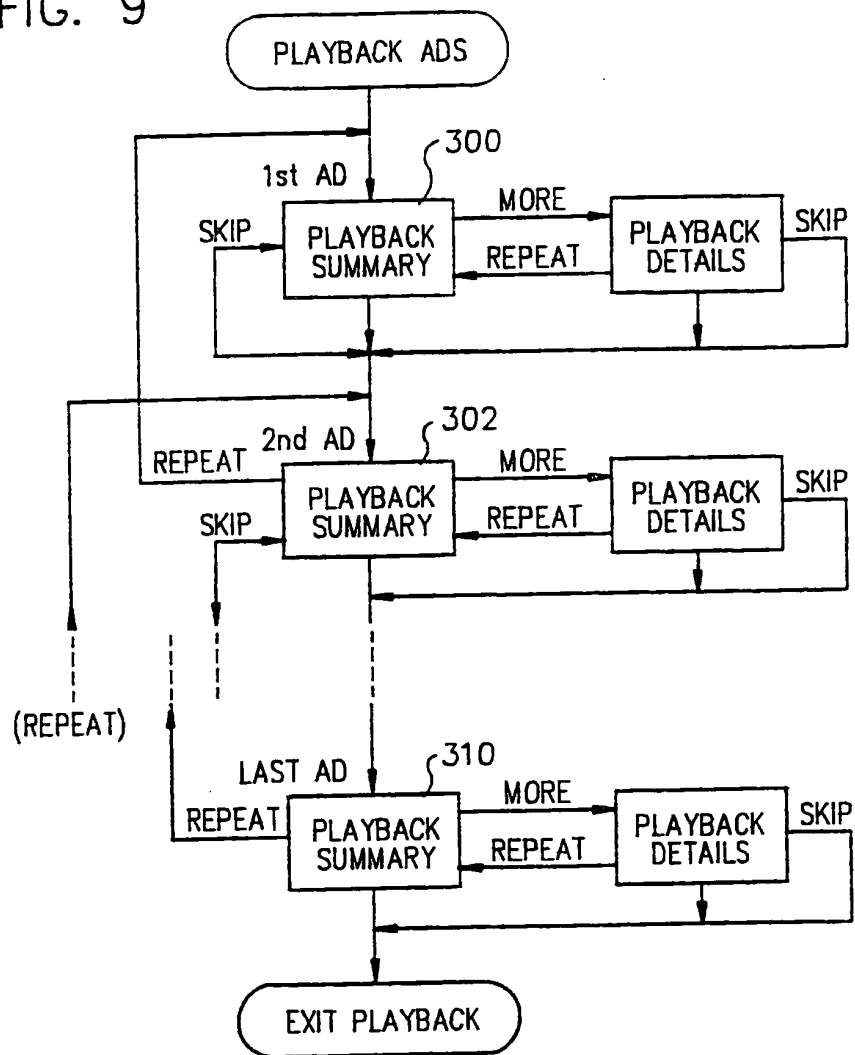 FIG. 9
PLAYBACK ADS
300
1st AD
MORE
SKIP
PLAYBACK
SUMMARY
REPEAT
PLAYBACK
DETAILS
SKIP
302
2nd AD
REPEAT
MORE
SKIP
PLAYBACK
SUMMARY
REPEAT
PLAYBACK
DETAILS
SKIP
(REPEAT)
310
LAST AD
REPEAT
MORE
PLAYBACK
SUMMARY
REPEAT
PLAYBACK
DETAILS
SKIP
EXIT PLAYBACK